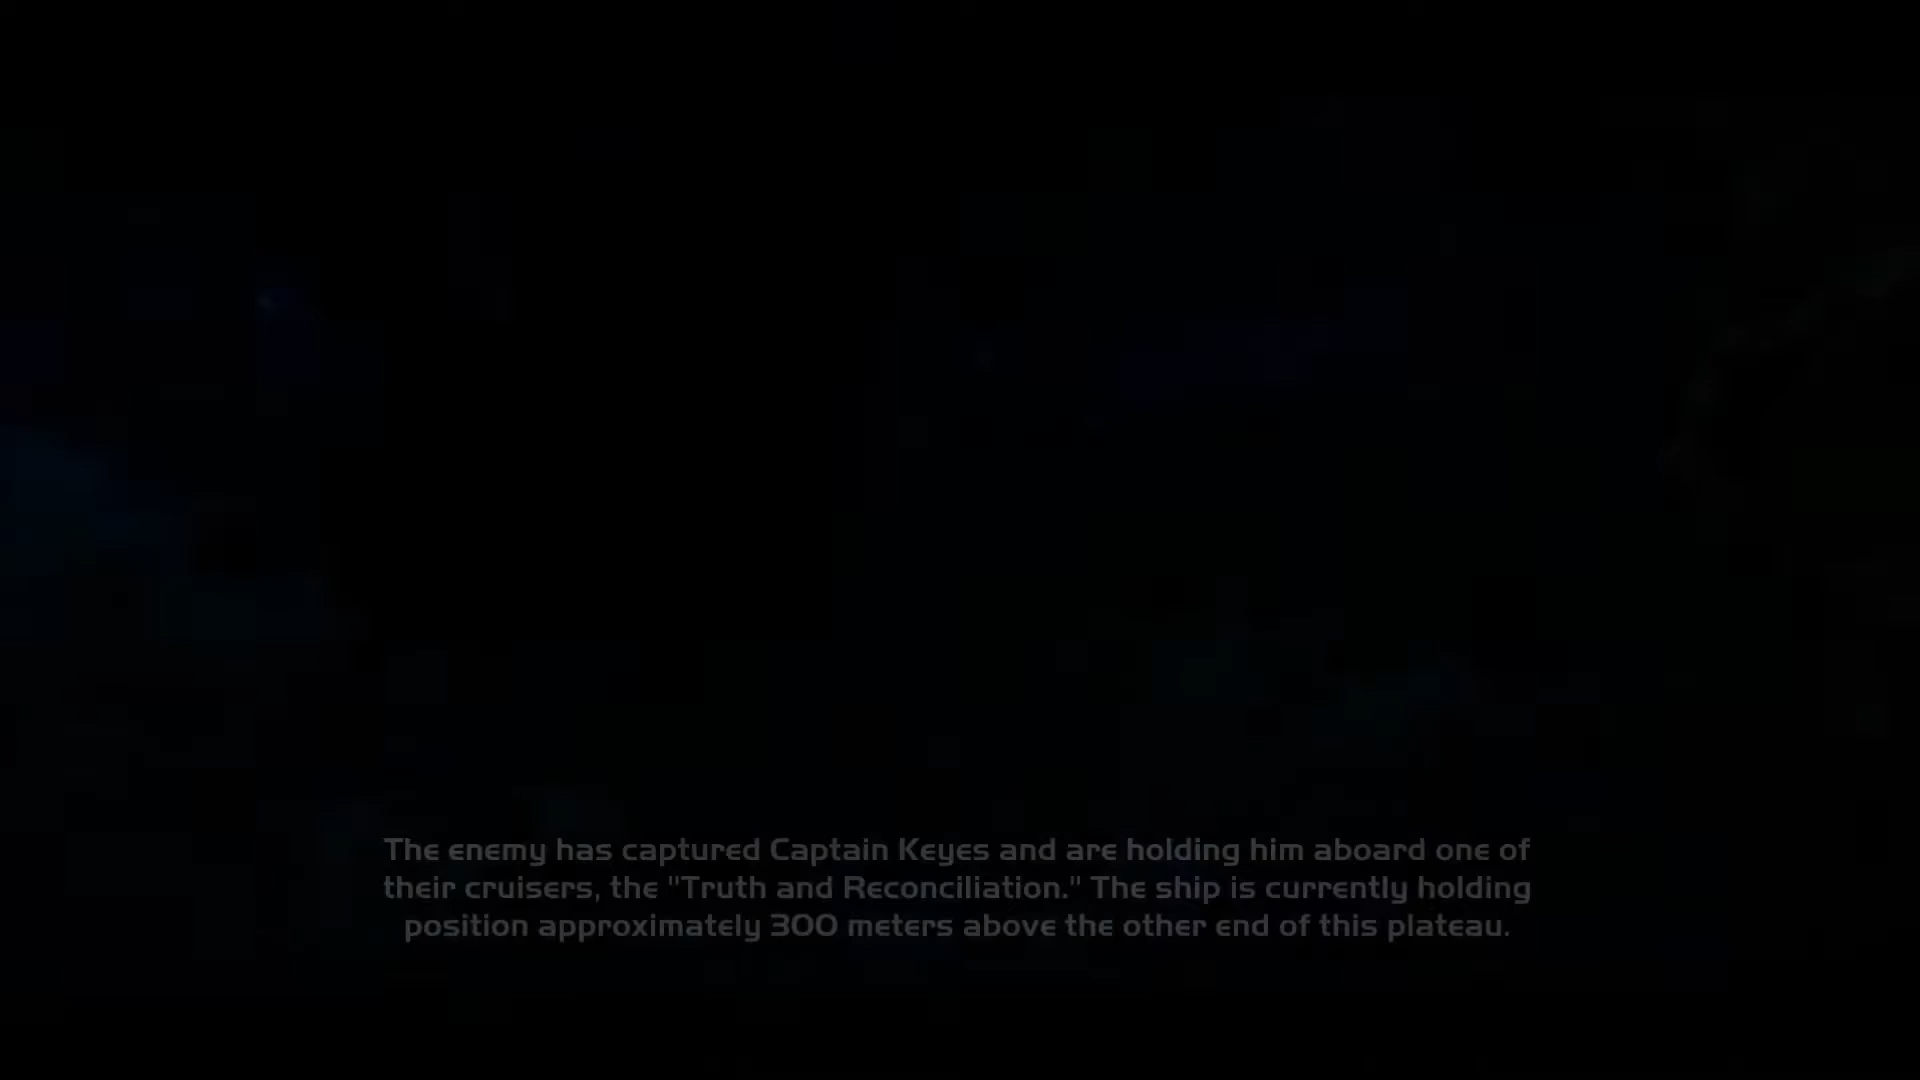 The enemy has captured Captain Keyes and are holding him aboard one of
their cruisers, the "Truth and Reconciliation." The ship is currently holding
position approximately 300 meters above the other end of this plateau.